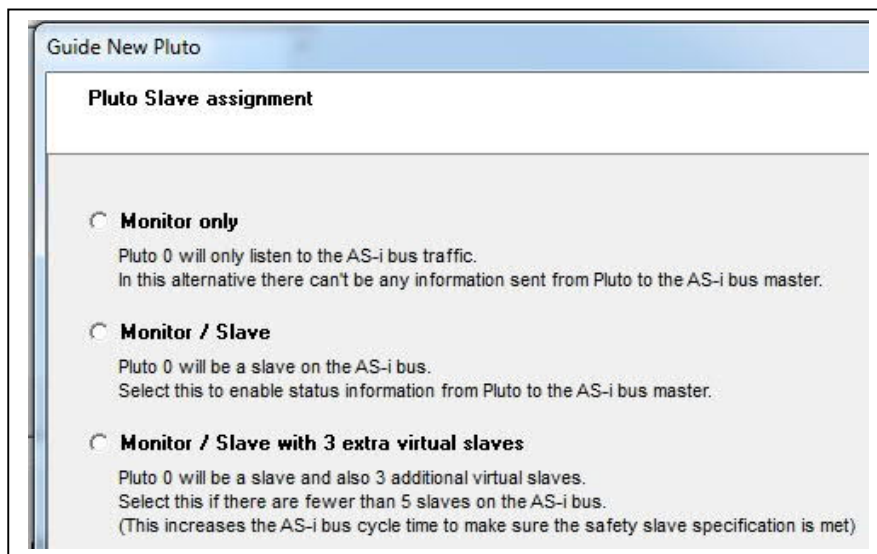 Guide New Pluto
Pluto Slave assignment
Monitor only
Pluto 0 will only listen to the AS-i bus traffic.
In this alternative there can't be any information sent from Pluto to the AS-i bus master.
Monitor / Slave
Pluto 0 will be a slave on the AS-i bus.
Select this to enable status information from Pluto to the AS-i bus master.
Monitor / Slave with 3 extra virtual slaves
Pluto 0 will be a slave and also 3 additional virtual slaves.
Select this if there are fewer than 5 slaves on the AS-i bus.
(This increases the AS-i bus cycle time to make sure the safety slave specification is met)